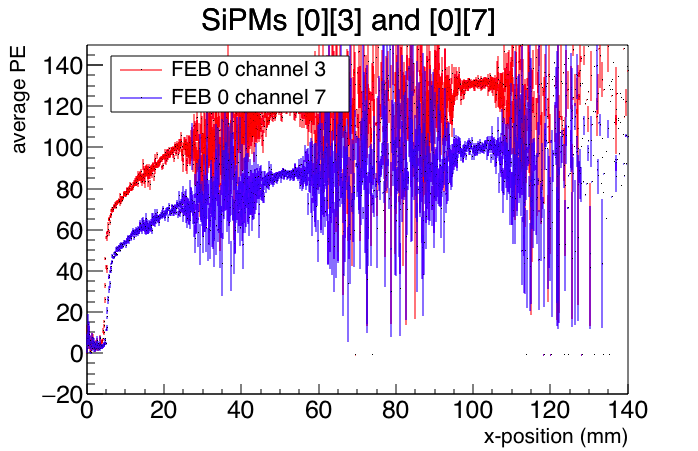 SiPMs [0][3] and [0][7]
average PE
140
120
100
80
60
40
20
0
−20
FEB 0 channel 3
FEB 0 channel 7
0 20 40 60 80 100 120 140
x-position (mm)